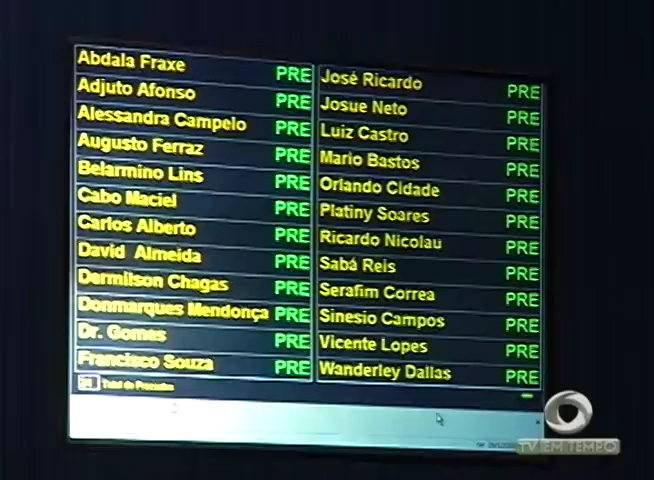 Abdala Fraxe PRE
Adjuto Afonso PRE
Alessandra Campelo PRE
Augusto Ferraz PRE
Belarmino Lins PRE
Cabo Maciel PRE
Carlos Alberto PRE
David Almeida PRE
Dermilson Chagas PRE
Donmarques Mendonça PRE
Dr. Gomes PRE
Francisco Souza PRE
José Ricardo PRE
Josue Neto PRE
Luiz Castro PRE
Mario Bastos PRE
Orlando Cidade PRE
Platiny Soares PRE
Ricardo Nicolau PRE
Sabá Reis PRE
Serafim Correa PRE
Sinesio Campos PRE
Vicente Lopes PRE
Wanderley Dallas PRE
Total de
TV EM TEMPO